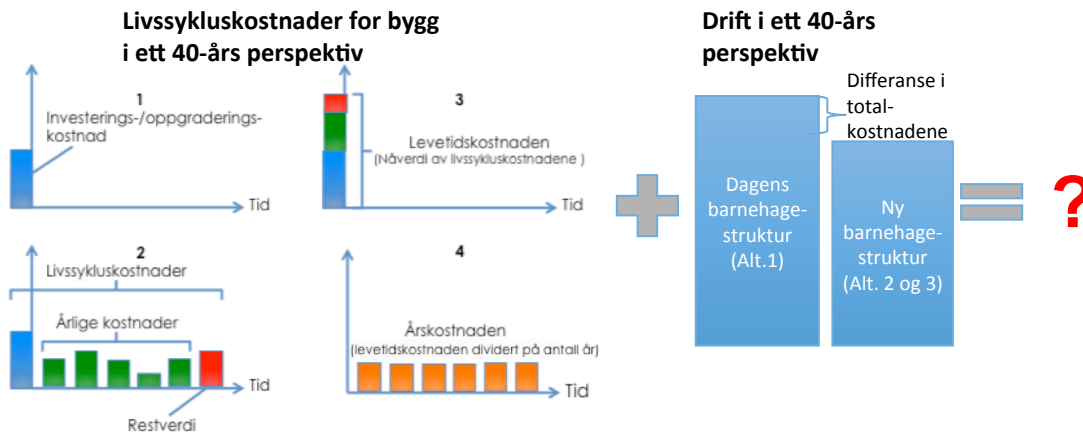 Livssykluskostnader for bygg
i ett 40-års perspektiv
1
Investerings-/oppgraderings-
kostnad
Tid
3
Levetidskostnaden
(Nåverdi av livssykluskostnadene )
Tid
2
Livssykluskostnader
Årlige kostnader
Tid
Restverdi
4
Årskostnaden
(levetidskostnaden dividert på antall år)
Tid
Drift i ett 40-års
perspektiv
Differanse i
total-
kostnadene
Dagens
barnehage-
struktur
(Alt.1)
Ny
barnehage-
struktur
(Alt. 2 og 3)
?